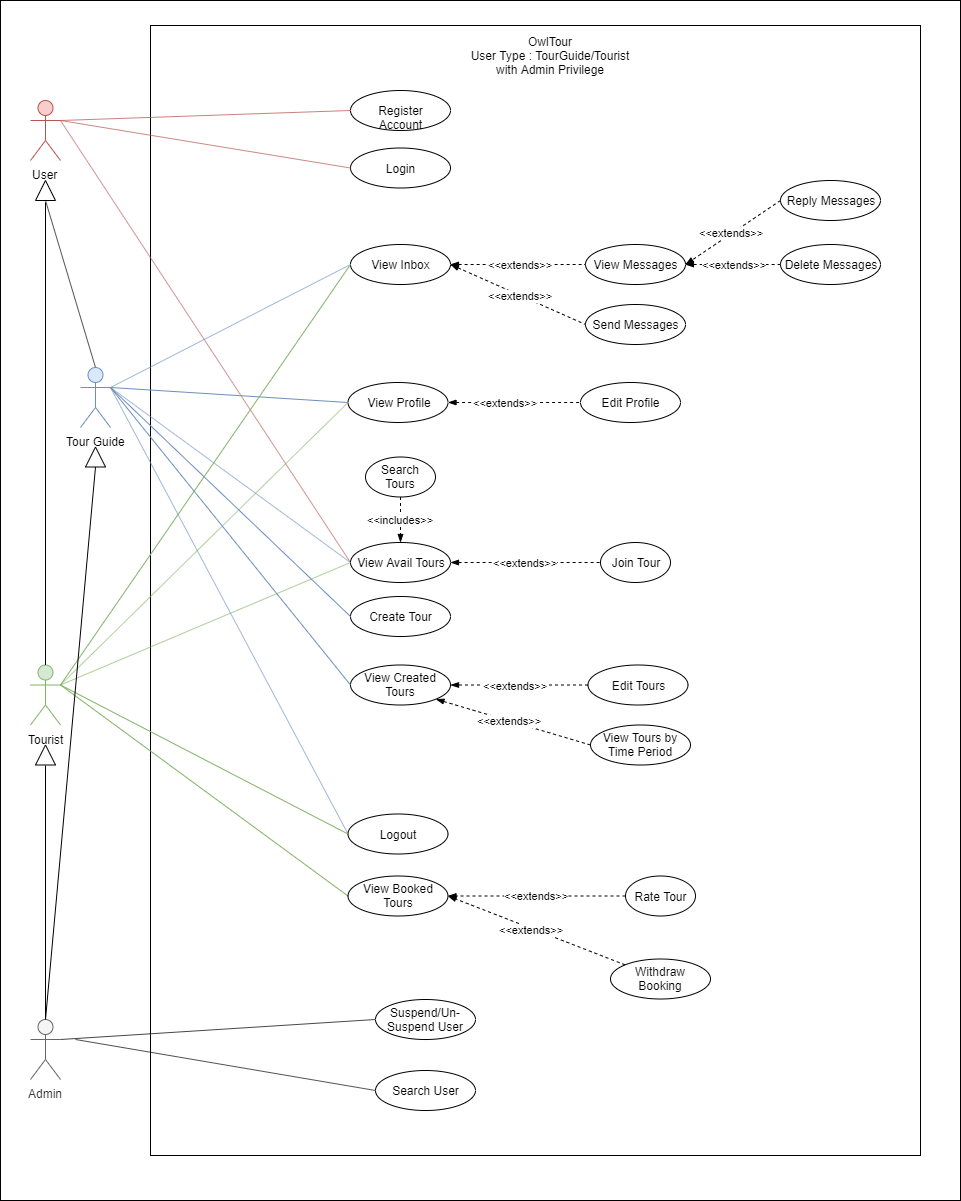 OwlTour
User Type : TourGuide/Tourist
with Admin Privilege
Register
Account
User
Login
Reply Messages
<<extends>>
View Inbox
<<extends>>
View Messages
<<extends>>
Delete Messages
<<extends>>
Send Messages
Tour Guide
View Profile
<<extends>>
Edit Profile
Search
Tours
<<includes>>
View Avail Tours
<<extends>>
Join Tour
Create Tour
View Created
Tours
<<extends>>
Edit Tours
<<extends>>
View Tours by
Time Period
Tourist
Logout
View Booked
Tours
<<extends>>
Rate Tour
<<extends>>
Withdraw
Booking
Suspend/Un-
Suspend User
Search User
Admin